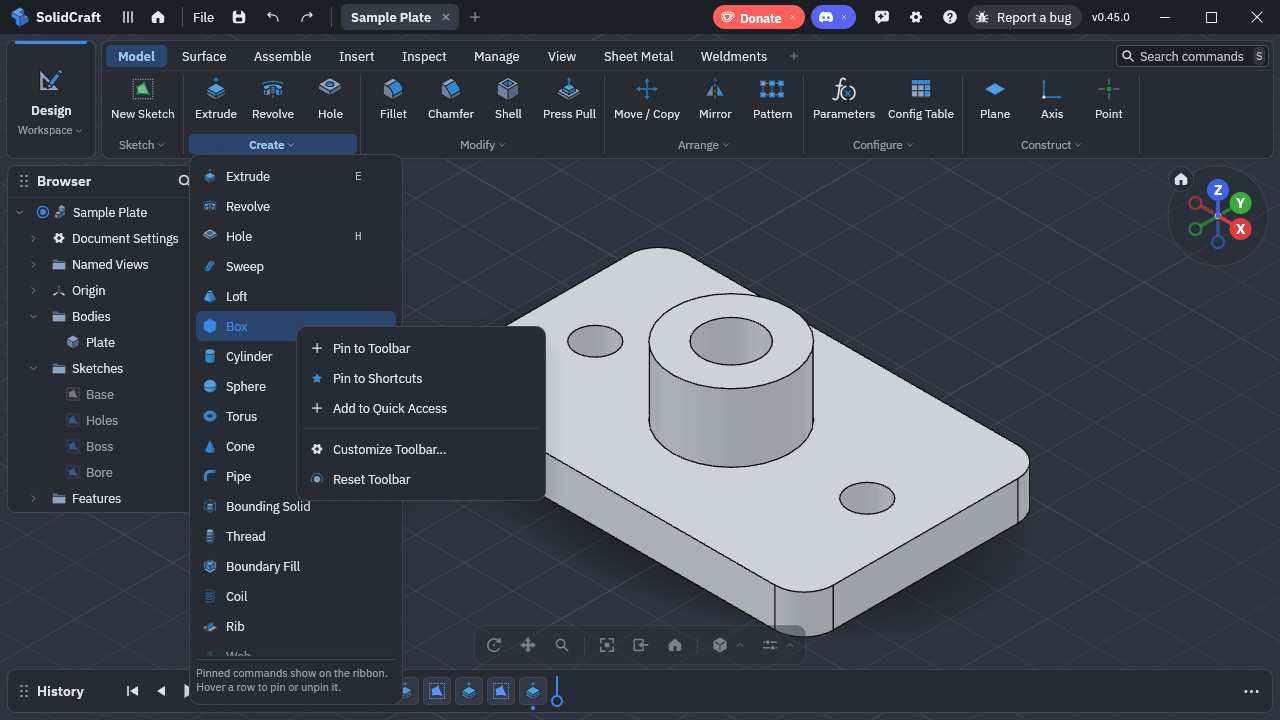 SolidCraft
File
Sample Plate
Donate
Report a bug
v0.45.0
Model
Surface
Assemble
Insert
Inspect
Manage
View
Sheet Metal
Weldments
Search commands
S
Design
Workspace
New Sketch
Extrude
Revolve
Hole
Fillet
Chamfer
Shell
Press Pull
Move / Copy
Mirror
Pattern
Parameters
Config Table
Plane
Axis
Point
Sketch
Create
Modify
Arrange
Configure
Construct
Browser
Sample Plate
Document Settings
Named Views
Origin
Bodies
Plate
Sketches
Base
Holes
Boss
Bore
Features
Extrude E
Revolve
Hole H
Sweep
Loft
Box
Cylinder
Sphere
Torus
Cone
Pipe
Bounding Solid
Thread
Boundary Fill
Coil
Rib
Web
Pinned commands show on the ribbon.
Hover a row to pin or unpin it.
Pin to Toolbar
Pin to Shortcuts
Add to Quick Access
Customize Toolbar...
Reset Toolbar
Z
Y
X
History